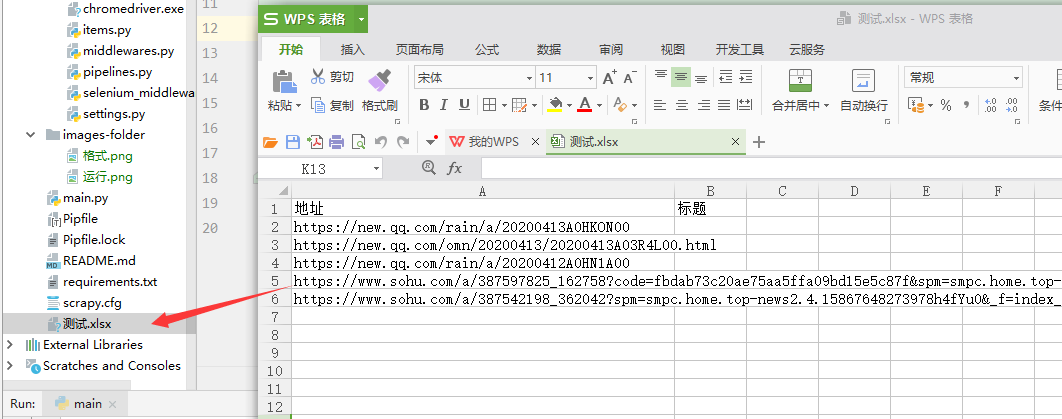 chromedriver.exe
items.py
middlewares.py
pipelines.py
selenium_middlewa
settings.py
images-folder
格式.png
运行.png
main.py
Pipfile
Pipfile.lock
README.md
requirements.txt
scrapy.cfg
测试.xlsx
External Libraries
Scratches and Consoles
Run: main
11
12
13
14
15
16
17
18
19
20
WPS 表格
测试.xlsx - WPS 表格
开始 插入 页面布局 公式 数据 审阅 视图 开发工具 云服务
粘贴 剪切 复制 格式刷
宋体 11
B I U
合并居中 自动换行
常规
条件
我的WPS 测试.xlsx
K13 fx
A B C D E F
1 地址 标题
2 https://new.qq.com/rain/a/20200413A0HKON00
3 https://new.qq.com/omn/20200413/20200413A03R4L00.html
4 https://new.qq.com/rain/a/20200412A0HN1A00
5 https://www.sohu.com/a/387597825_162758?code=fbdab73c20ae75aa5ffa09bd15e5c87f&spm=smpc.home.top-
6 https://www.sohu.com/a/387542198_362042?spm=smpc.home.top-news2.4.15867648273978h4fYu0&_f=index_
7
8
9
10
11
12